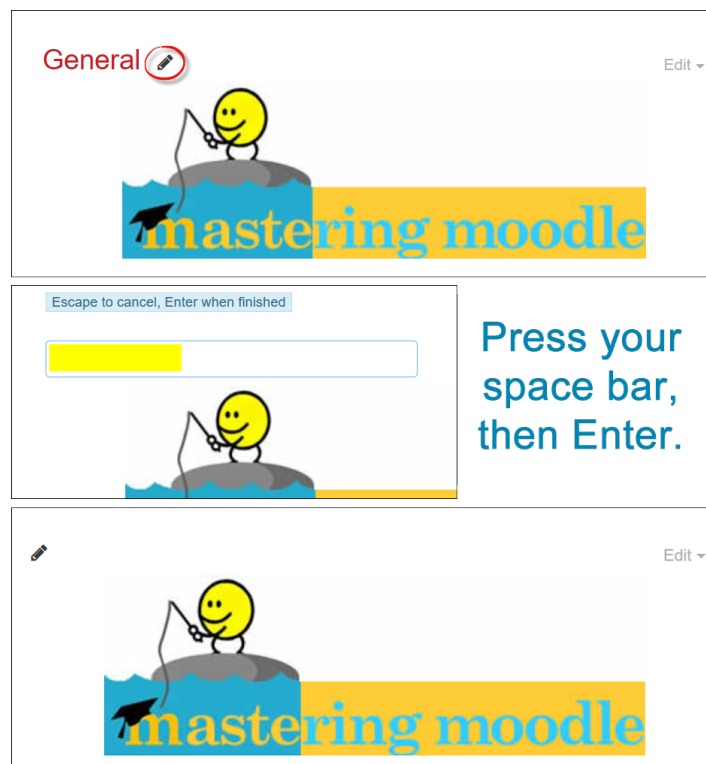 General
Edit
mastering moodle
Escape to cancel, Enter when finished
Press your
space bar,
then Enter.
Edit
mastering moodle